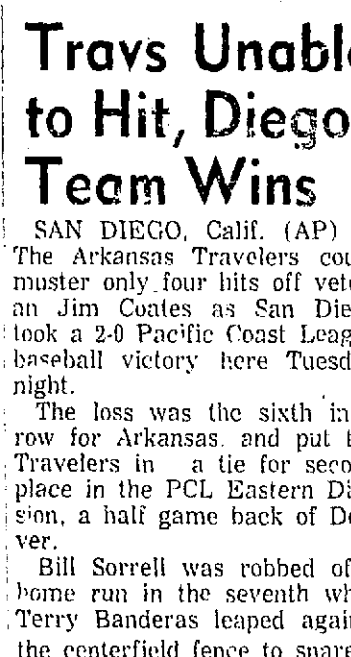 Travs Unabl
to Hit, Diego
Team Wins
SAN DIEGO, Calif. (AP)
The Arkansas Travelers cou
muster only four hits off vet
an Jim Coates as San Die
took a 2-0 Pacific Coast Leag
baseball victory here Tuesd
night.
The loss was the sixth in
row for Arkansas. and put t
Travelers in a tie for seco
place in the PCL Eastern Di
sion, a half game back of De
ver.
Bill Sorrell was robbed of
home run in the seventh wh
Terry Banderas leaped agai
the centerfield fence to snare